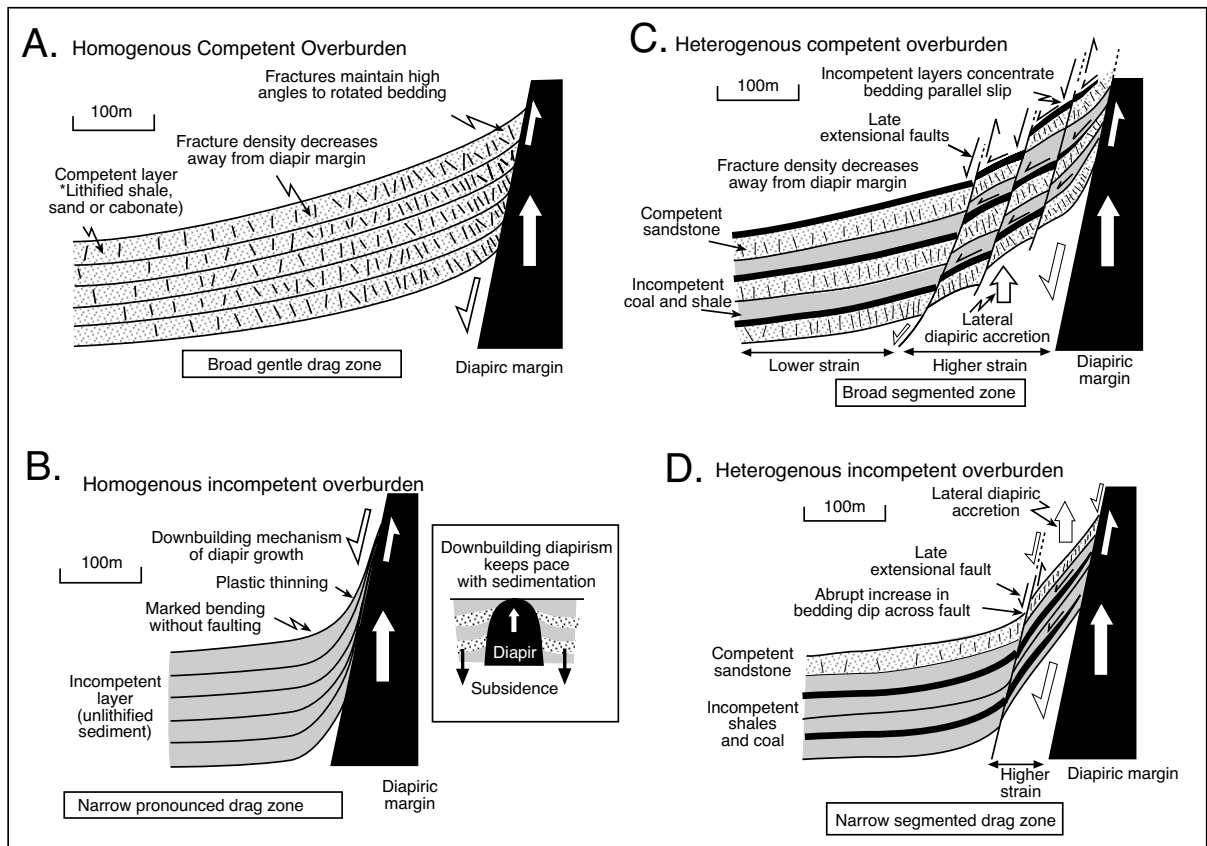 A. Homogenous Competent Overburden
100m
Fractures maintain high
angles to rotated bedding
Fracture density decreases
away from diapir margin
Competent layer
*Lithified shale,
sand or cabonate)
Broad gentle drag zone
Diapirc margin
C. Heterogenous competent overburden
100m
Incompetent layers concentrate
bedding parallel slip
Late
extensional faults
Fracture density decreases
away from diapir margin
Competent
sandstone
Incompetent
coal and shale
Lateral
diapiric accretion
Lower strain
Higher strain
Diapiric
margin
Broad segmented zone
B. Homogenous incompetent overburden
100m
Downbuilding mechanism
of diapir growth
Plastic thinning
Marked bending
without faulting
Incompetent
layer
(unlithified
sediment)
Diapiric
margin
Narrow pronounced drag zone
Downbuilding diapirism
keeps pace
with sedimentation
Diapir
Subsidence
D. Heterogenous incompetent overburden
100m
Lateral diapiric
accretion
Late
extensional fault
Abrupt increase in
bedding dip across fault
Competent
sandstone
Incompetent
shales
and coal
Higher
strain
Diapiric margin
Narrow segmented drag zone